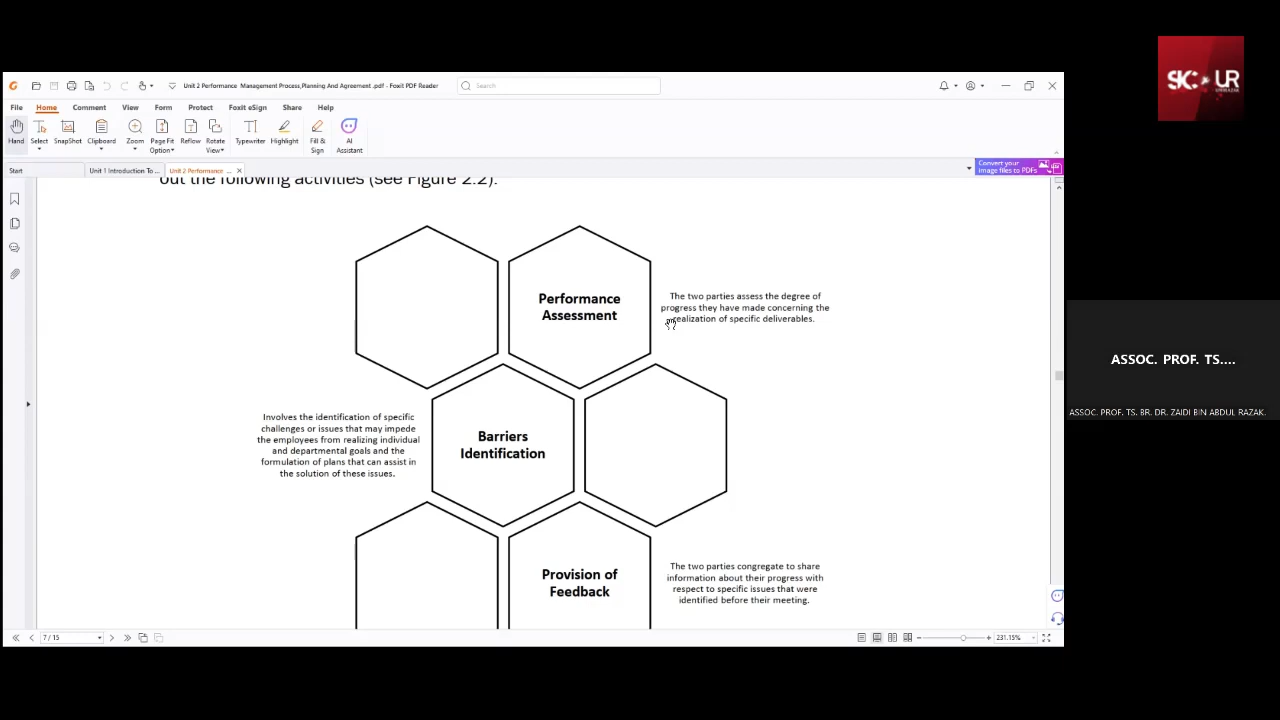 Unit 2 Performance Management Process,Planning And Agreement .pdf - Foxit PDF Reader
Search
File Home Comment View Form Protect Foxit eSign Share Help
Hand
Select
SnapShot
Clipboard
Zoom
Page Fit
Option
Reflow
Rotate
View
Typewriter
Highlight
Fill &
Sign
AI
Assistant
Start
Unit 1 Introduction To ...
Unit 2 Performance ...
Convert your
image files to PDFs
out the following activities (see Figure 2.2).
Performance
Assessment
The two parties assess the degree of
progress they have made concerning the
realization of specific deliverables.
Involves the identification of specific
challenges or issues that may impede
the employees from realizing individual
and departmental goals and the
formulation of plans that can assist in
the solution of these issues.
Barriers
Identification
Provision of
Feedback
The two parties congregate to share
information about their progress with
respect to specific issues that were
identified before their meeting.
7 / 15
231.15%
ASSOC. PROF. TS....
ASSOC. PROF. TS. BR. DR. ZAIDI BIN ABDUL RAZAK.